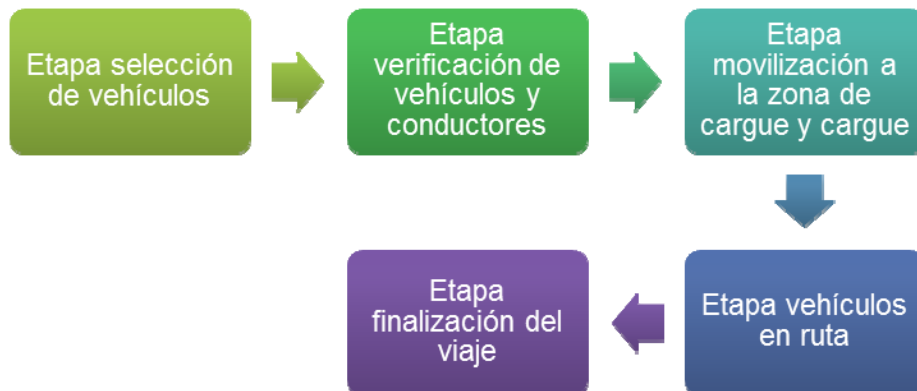 Etapa selección
de vehículos
Etapa
verificación de
vehículos y
conductores
Etapa
movilización a
la zona de
cargue y cargue
Etapa vehículos
en ruta
Etapa
finalización del
viaje